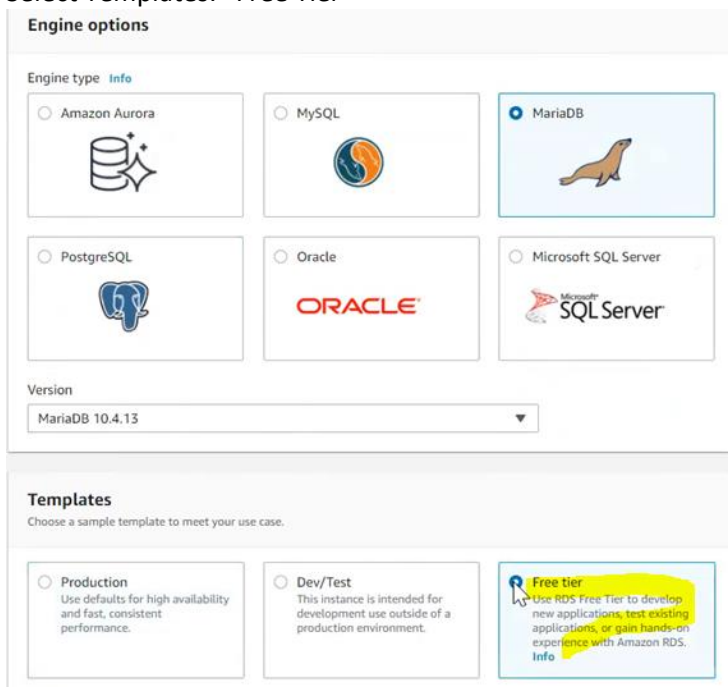 Select Templates: Free Tier
Engine options
Engine type Info
Amazon Aurora
MySQL
MariaDB
PostgreSQL
Oracle
Microsoft SQL Server
ORACLE
Microsoft
SQL Server
Version
MariaDB 10.4.13
Templates
Choose a sample template to meet your use case.
Production
Use defaults for high availability
and fast, consistent
performance.
Dev/Test
This instance is intended for
development use outside of a
production environment.
Free tier
Use RDS Free Tier to develop
new applications, test existing
applications, or gain hands-on
experience with Amazon RDS.
Info